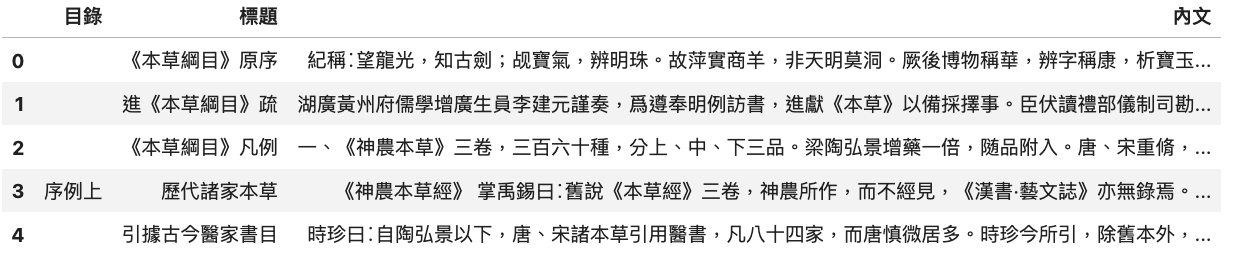 目錄 標題 內文
0 《本草綱目》原序 紀稱：望龍光，知古劍；覘寶氣，辨明珠。故萍實商羊，非天明莫洞。厥後博物稱華，辨字稱康，析寶玉...
1 進《本草綱目》疏 湖廣黃州府儒學增廣生員李建元謹奏，爲遵奉明例訪書，進獻《本草》以備採擇事。臣伏讀禮部儀制司勘...
2 《本草綱目》凡例 一、《神農本草》三卷，三百六十種，分上、中、下三品。梁陶弘景增藥一倍，隨品附入。唐、宋重脩，...
3 序例上 歷代諸家本草 《神農本草經》 掌禹錫曰：舊說《本草經》三卷，神農所作，而不經見，《漢書·藝文誌》亦無錄焉。...
4 引據古今醫家書目 時珍曰：自陶弘景以下，唐、宋諸本草引用醫書，凡八十四家，而唐慎微居多。時珍今所引，除舊本外，...